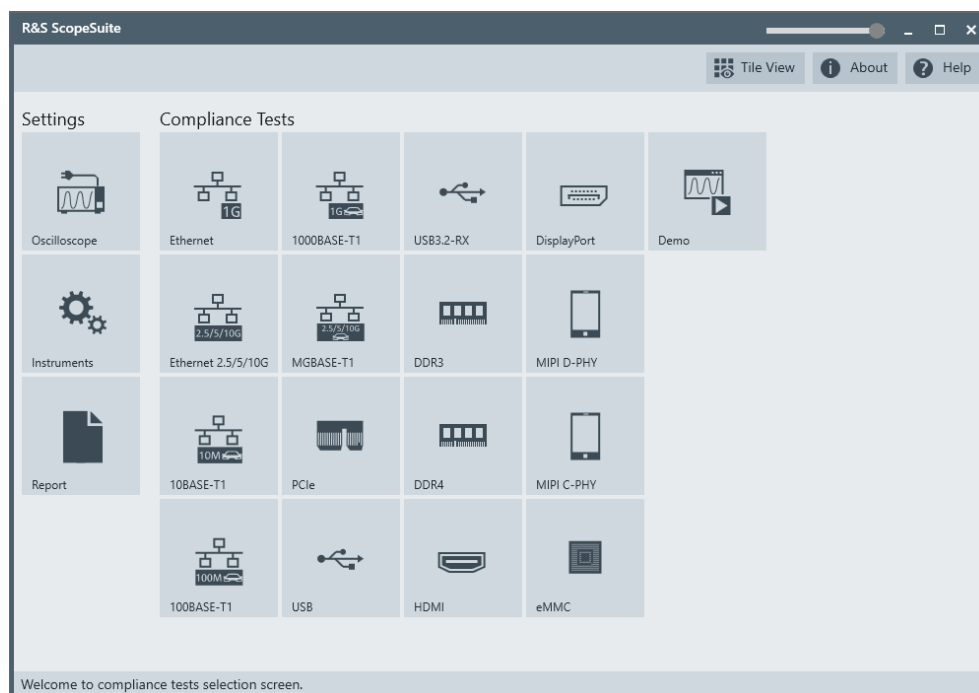 R&S ScopeSuite
Tile View
About
Help
Settings
Compliance Tests
Oscilloscope
1G
Ethernet
1G
1000BASE-T1
USB3.2-RX
DisplayPort
Demo
Instruments
2.5/5/10G
Ethernet 2.5/5/10G
2.5/5/10G
MGBASE-T1
DDR3
MIPI D-PHY
Report
10M
10BASE-T1
PCIe
DDR4
MIPI C-PHY
100M
100BASE-T1
USB
HDMI
eMMC
Welcome to compliance tests selection screen.